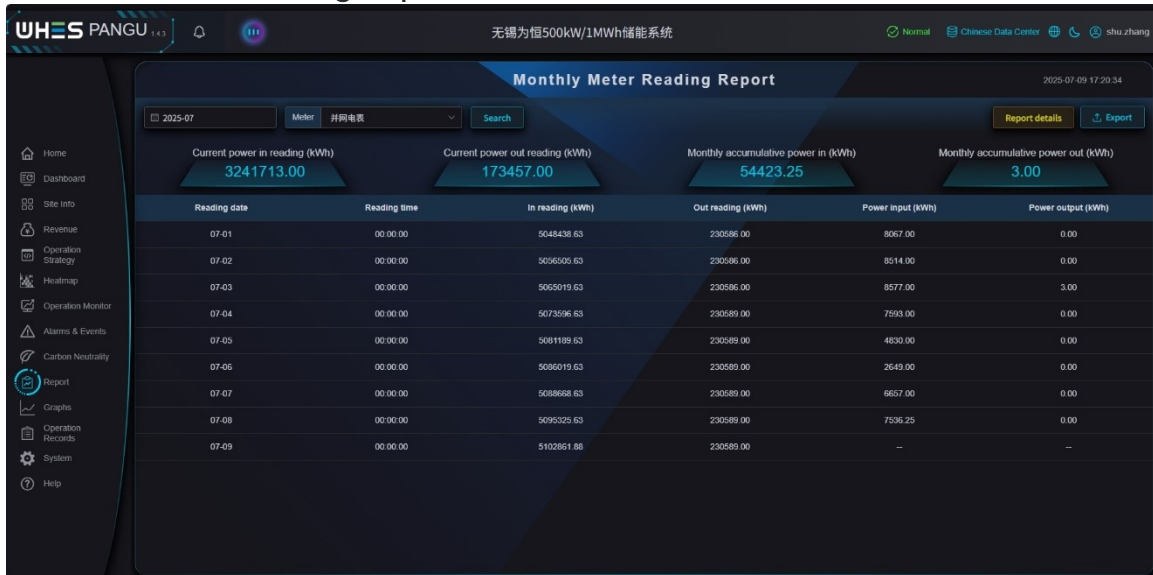 WHES PANGU 1.4.3
无锡为恒500kW/1MWh储能系统
Normal
Chinese Data Center
shu.zhang
Monthly Meter Reading Report
2025-07-09 17:20:34
2025-07
Meter 并网电表
Search
Report details
Export
Home
Dashboard
Site Info
Revenue
Operation
Strategy
Heatmap
Operation Monitor
Alarms & Events
Carbon Neutrality
Report
Graphs
Operation
Records
System
Help
Current power in reading (kWh) Current power out reading (kWh) Monthly accumulative power in (kWh) Monthly accumulative power out (kWh)
3241713.00 173457.00 54423.25 3.00
Reading date Reading time In reading (kWh) Out reading (kWh) Power input (kWh) Power output (kWh)
07-01 00:00:00 5048438.63 230586.00 8067.00 0.00
07-02 00:00:00 5056505.63 230586.00 8514.00 0.00
07-03 00:00:00 5065019.63 230586.00 8577.00 3.00
07-04 00:00:00 5073596.63 230589.00 7593.00 0.00
07-05 00:00:00 5081189.63 230589.00 4830.00 0.00
07-06 00:00:00 5086019.63 230589.00 2649.00 0.00
07-07 00:00:00 5088668.63 230589.00 6657.00 0.00
07-08 00:00:00 5095325.63 230589.00 7536.25 0.00
07-09 00:00:00 5102861.88 230589.00 -- --